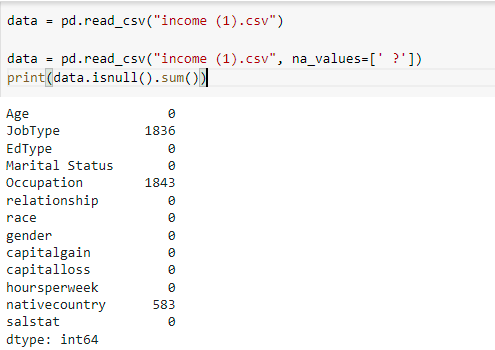 data = pd.read_csv("income (1).csv")
data = pd.read_csv("income (1).csv", na_values=[' ?'])
print(data.isnull().sum())
Age 0
JobType 1836
EdType 0
Marital Status 0
Occupation 1843
relationship 0
race 0
gender 0
capitalgain 0
capitalloss 0
hoursperweek 0
nativecountry 583
salstat 0
dtype: int64